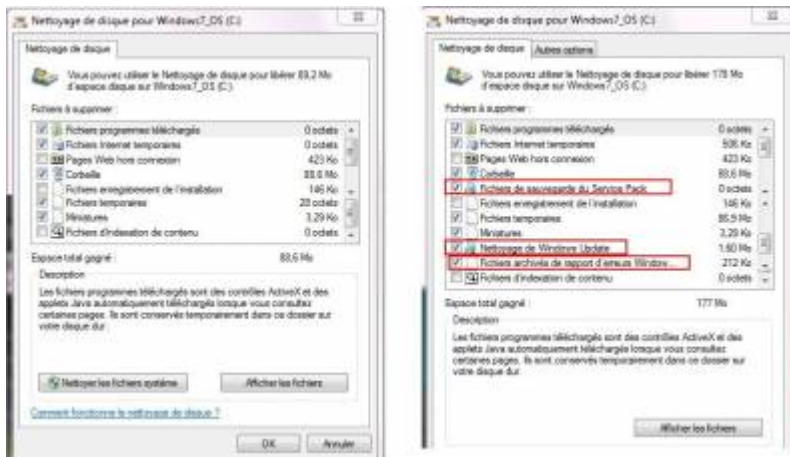 Nettoyage de disque pour Windows7_OS (C:)
Nettoyage de disque
Vous pouvez utiliser le Nettoyage de disque pour libérer 89,2 Mo
d'espace disque sur Windows7_OS (C:).
Fichiers à supprimer :
Fichiers programmes téléchargés 0 octets
Fichiers Internet temporaires 0 octets
Pages Web hors connexion 423 Ko
Corbeille 88,6 Mo
Fichiers enregistrement de l'installation 146 Ko
Fichiers temporaires 28 octets
Miniatures 3,29 Ko
Fichiers d'indexation de contenu 0 octets
Espace total gagné : 88,6 Mo
Description
Les fichiers programmes téléchargés sont des contrôles ActiveX et des
applets Java automatiquement téléchargés lorsque vous consultez
certaines pages. Ils sont conservés temporairement dans ce dossier sur
votre disque dur.
Nettoyer les fichiers système
Afficher les fichiers
Comment fonctionne le nettoyage de disque ?
OK
Annuler
Nettoyage de disque pour Windows7_OS (C:)
Nettoyage de disque
Autres options
Vous pouvez utiliser le Nettoyage de disque pour libérer 178 Mo
d'espace disque sur Windows7_OS (C:).
Fichiers à supprimer :
Fichiers programmes téléchargés 0 octets
Fichiers Internet temporaires Ko
Pages Web hors connexion 423 Ko
Corbeille 88,6 Mo
Fichiers de sauvegarde du Service Pack 0 octets
Fichiers enregistrement de l'installation 146 Ko
Fichiers temporaires 86,9 Mo
Miniatures 3,29 Ko
Nettoyage de Windows Update 1,60 Mo
Fichiers archivés de rapport d'erreurs Window... 212 Ko
Fichiers d'indexation de contenu 0 octets
Espace total gagné : 177 Mo
Description
Les fichiers programmes téléchargés sont des contrôles ActiveX et des
applets Java automatiquement téléchargés lorsque vous consultez
certaines pages. Ils sont conservés temporairement dans ce dossier sur
votre disque dur.
Afficher les fichiers